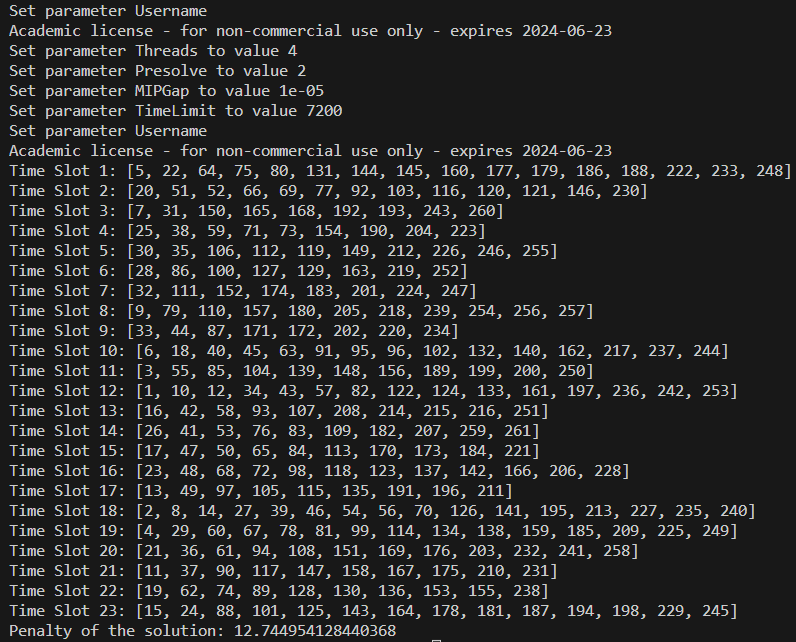 Set parameter Username
Academic license - for non-commercial use only - expires 2024-06-23
Set parameter Threads to value 4
Set parameter Presolve to value 2
Set parameter MIPGap to value 1e-05
Set parameter TimeLimit to value 7200
Set parameter Username
Academic license - for non-commercial use only - expires 2024-06-23
Time Slot 1: [5, 22, 64, 75, 80, 131, 144, 145, 160, 177, 179, 186, 188, 222, 233, 248]
Time Slot 2: [20, 51, 52, 66, 69, 77, 92, 103, 116, 120, 121, 146, 230]
Time Slot 3: [7, 31, 150, 165, 168, 192, 193, 243, 260]
Time Slot 4: [25, 38, 59, 71, 73, 154, 190, 204, 223]
Time Slot 5: [30, 35, 106, 112, 119, 149, 212, 226, 246, 255]
Time Slot 6: [28, 86, 100, 127, 129, 163, 219, 252]
Time Slot 7: [32, 111, 152, 174, 183, 201, 224, 247]
Time Slot 8: [9, 79, 110, 157, 180, 205, 218, 239, 254, 256, 257]
Time Slot 9: [33, 44, 87, 171, 172, 202, 220, 234]
Time Slot 10: [6, 18, 40, 45, 63, 91, 95, 96, 102, 132, 140, 162, 217, 237, 244]
Time Slot 11: [3, 55, 85, 104, 139, 148, 156, 189, 199, 200, 250]
Time Slot 12: [1, 10, 12, 34, 43, 57, 82, 122, 124, 133, 161, 197, 236, 242, 253]
Time Slot 13: [16, 42, 58, 93, 107, 208, 214, 215, 216, 251]
Time Slot 14: [26, 41, 53, 76, 83, 109, 182, 207, 259, 261]
Time Slot 15: [17, 47, 50, 65, 84, 113, 170, 173, 184, 221]
Time Slot 16: [23, 48, 68, 72, 98, 118, 123, 137, 142, 166, 206, 228]
Time Slot 17: [13, 49, 97, 105, 115, 135, 191, 196, 211]
Time Slot 18: [2, 8, 14, 27, 39, 46, 54, 56, 70, 126, 141, 195, 213, 227, 235, 240]
Time Slot 19: [4, 29, 60, 67, 78, 81, 99, 114, 134, 138, 159, 185, 209, 225, 249]
Time Slot 20: [21, 36, 61, 94, 108, 151, 169, 176, 203, 232, 241, 258]
Time Slot 21: [11, 37, 90, 117, 147, 158, 167, 175, 210, 231]
Time Slot 22: [19, 62, 74, 89, 128, 130, 136, 153, 155, 238]
Time Slot 23: [15, 24, 88, 101, 125, 143, 164, 178, 181, 187, 194, 198, 229, 245]
Penalty of the solution: 12.744954128440368